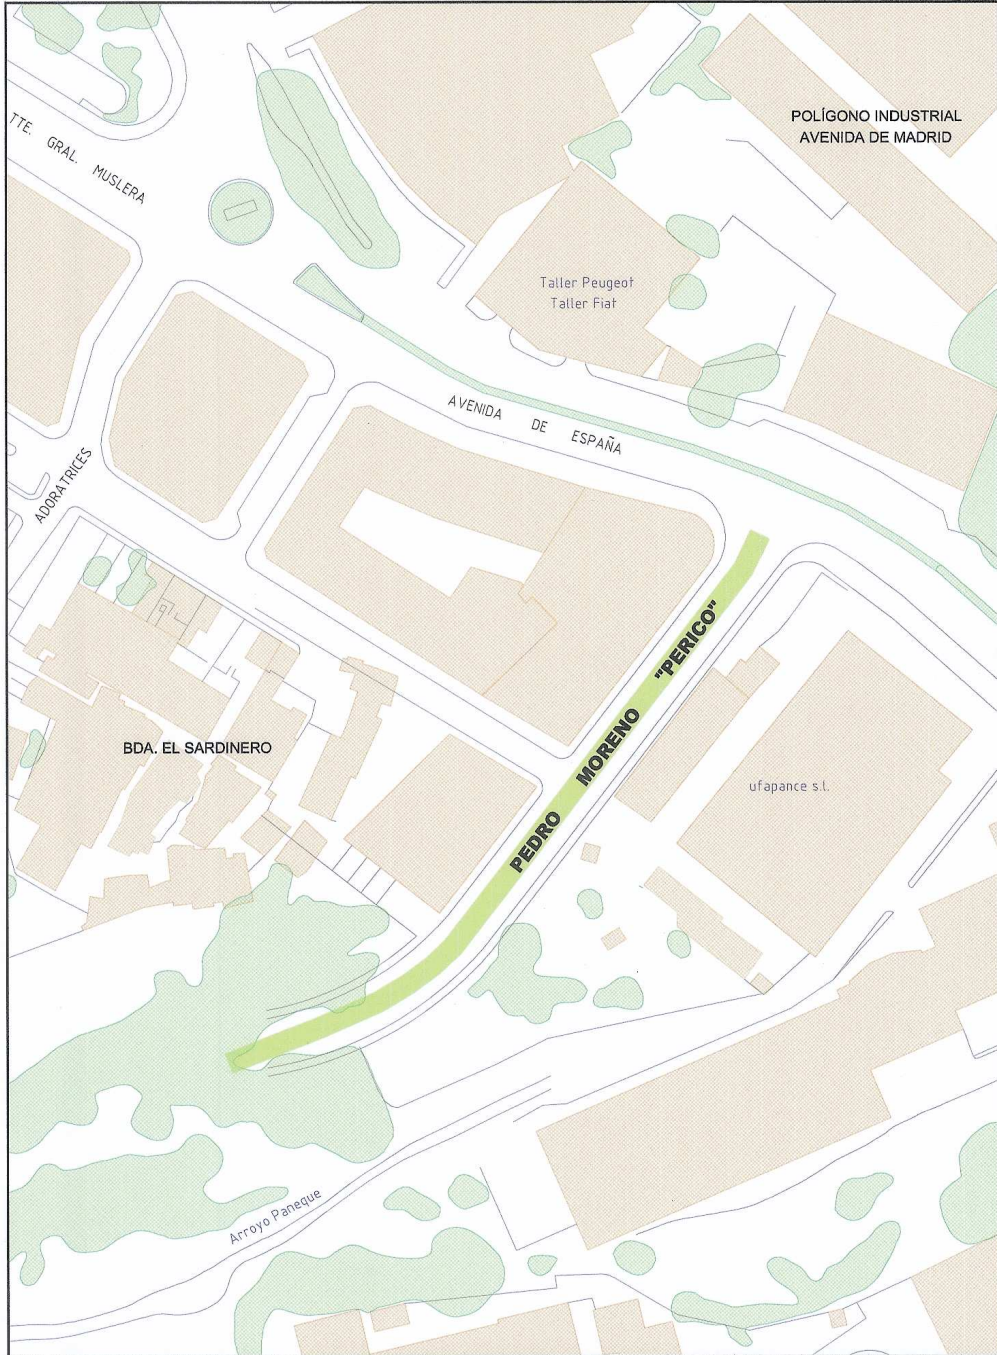 POLÍGONO INDUSTRIAL
AVENIDA DE MADRID
TTE. GRAL. MUSLERA
Taller Peugeot
Taller Fiat
AVENIDA DE ESPAÑA
ADORATRICES
PEDRO MORENO "PERICO"
BDA. EL SARDINERO
ufapance s.l.
Arroyo Paneque